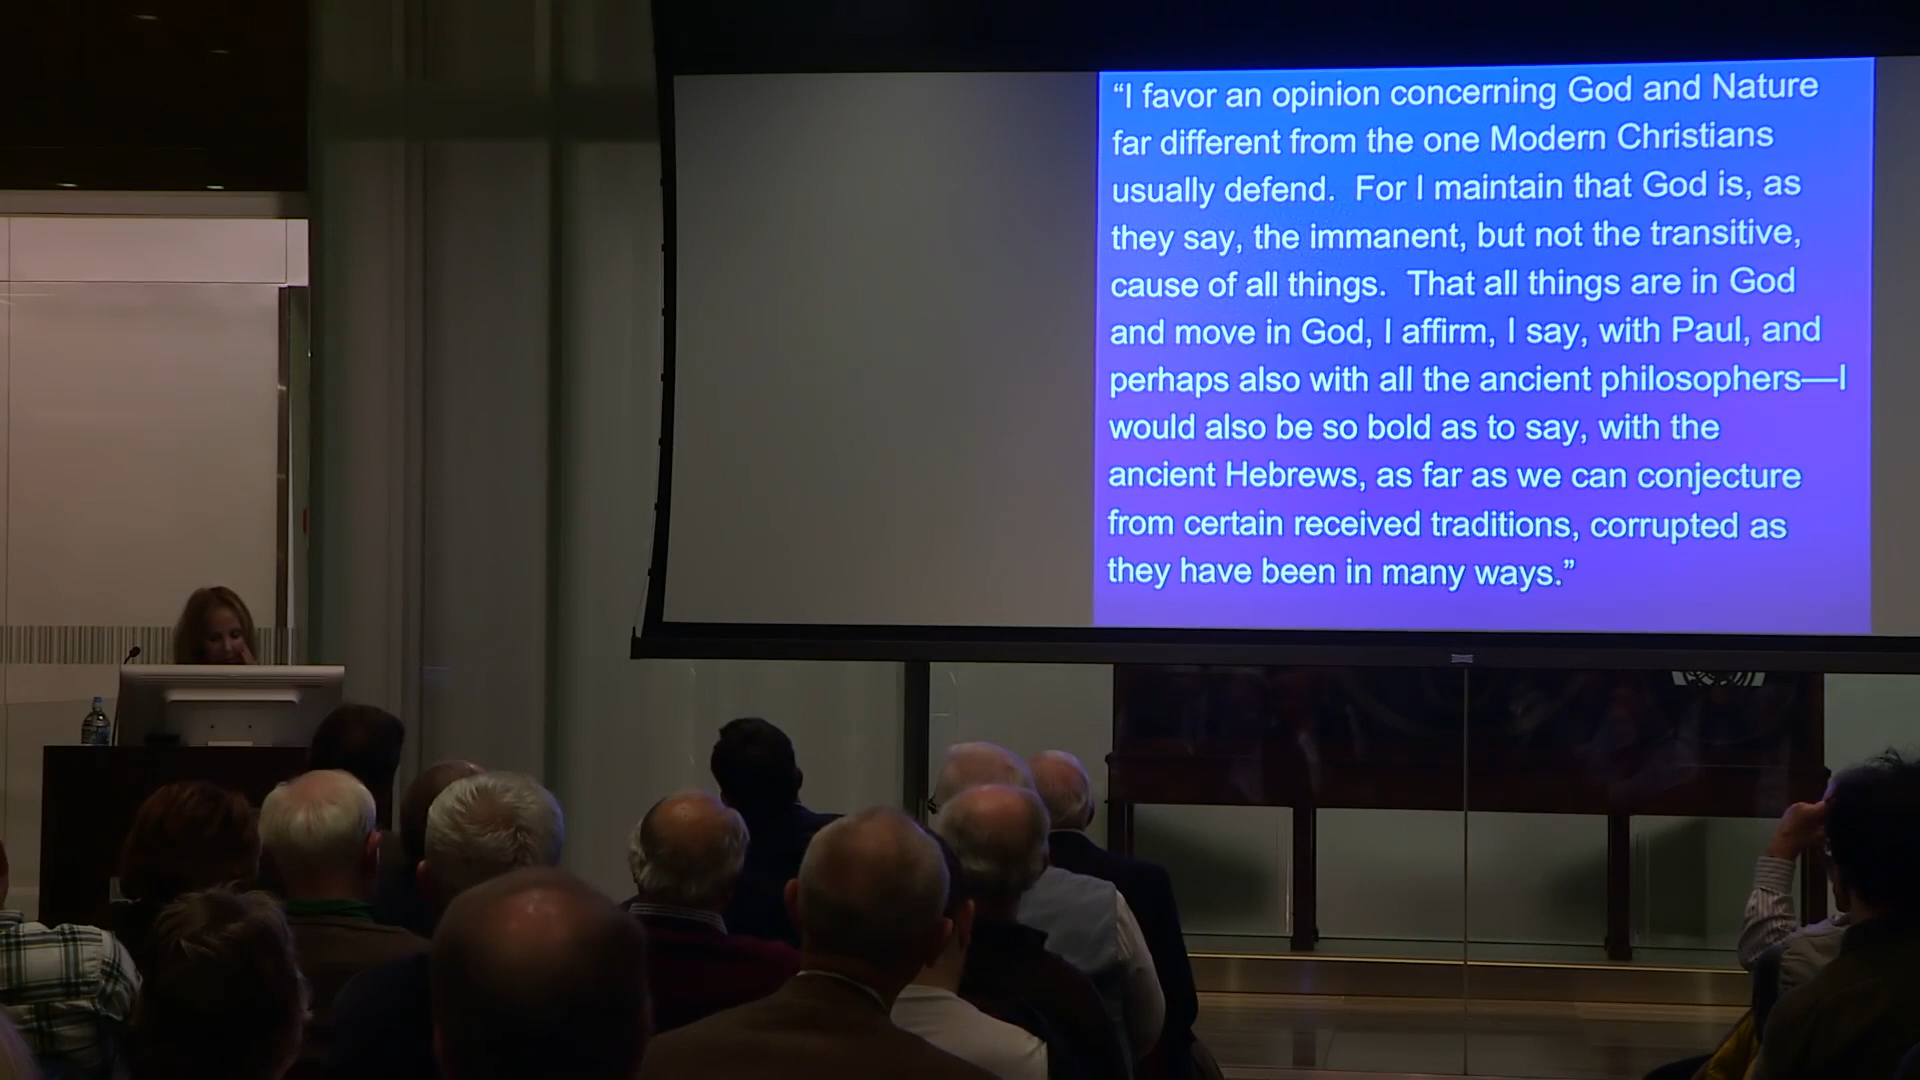 “I favor an opinion concerning God and Nature
far different from the one Modern Christians
usually defend.  For I maintain that God is, as
they say, the immanent, but not the transitive,
cause of all things.  That all things are in God
and move in God, I affirm, I say, with Paul, and
perhaps also with all the ancient philosophers—I
would also be so bold as to say, with the
ancient Hebrews, as far as we can conjecture
from certain received traditions, corrupted as
they have been in many ways.”